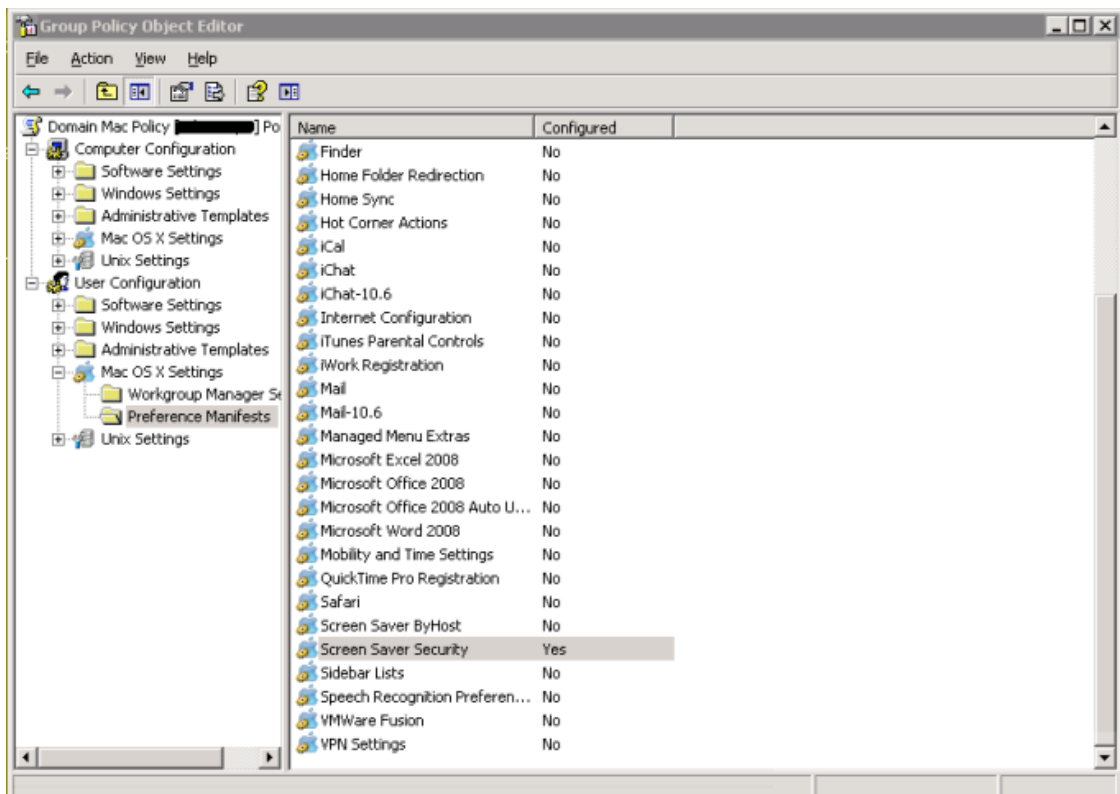 Group Policy Object Editor
File Action View Help
Domain Mac Policy [ ] Po
Computer Configuration
Software Settings
Windows Settings
Administrative Templates
Mac OS X Settings
Unix Settings
User Configuration
Software Settings
Windows Settings
Administrative Templates
Mac OS X Settings
Workgroup Manager Se
Preference Manifests
Unix Settings
Name Configured
Finder No
Home Folder Redirection No
Home Sync No
Hot Corner Actions No
iCal No
iChat No
iChat-10.6 No
Internet Configuration No
iTunes Parental Controls No
iWork Registration No
Mail No
Mail-10.6 No
Managed Menu Extras No
Microsoft Excel 2008 No
Microsoft Office 2008 No
Microsoft Office 2008 Auto U... No
Microsoft Word 2008 No
Mobility and Time Settings No
QuickTime Pro Registration No
Safari No
Screen Saver ByHost No
Screen Saver Security Yes
Sidebar Lists No
Speech Recognition Preferen... No
VMWare Fusion No
VPN Settings No